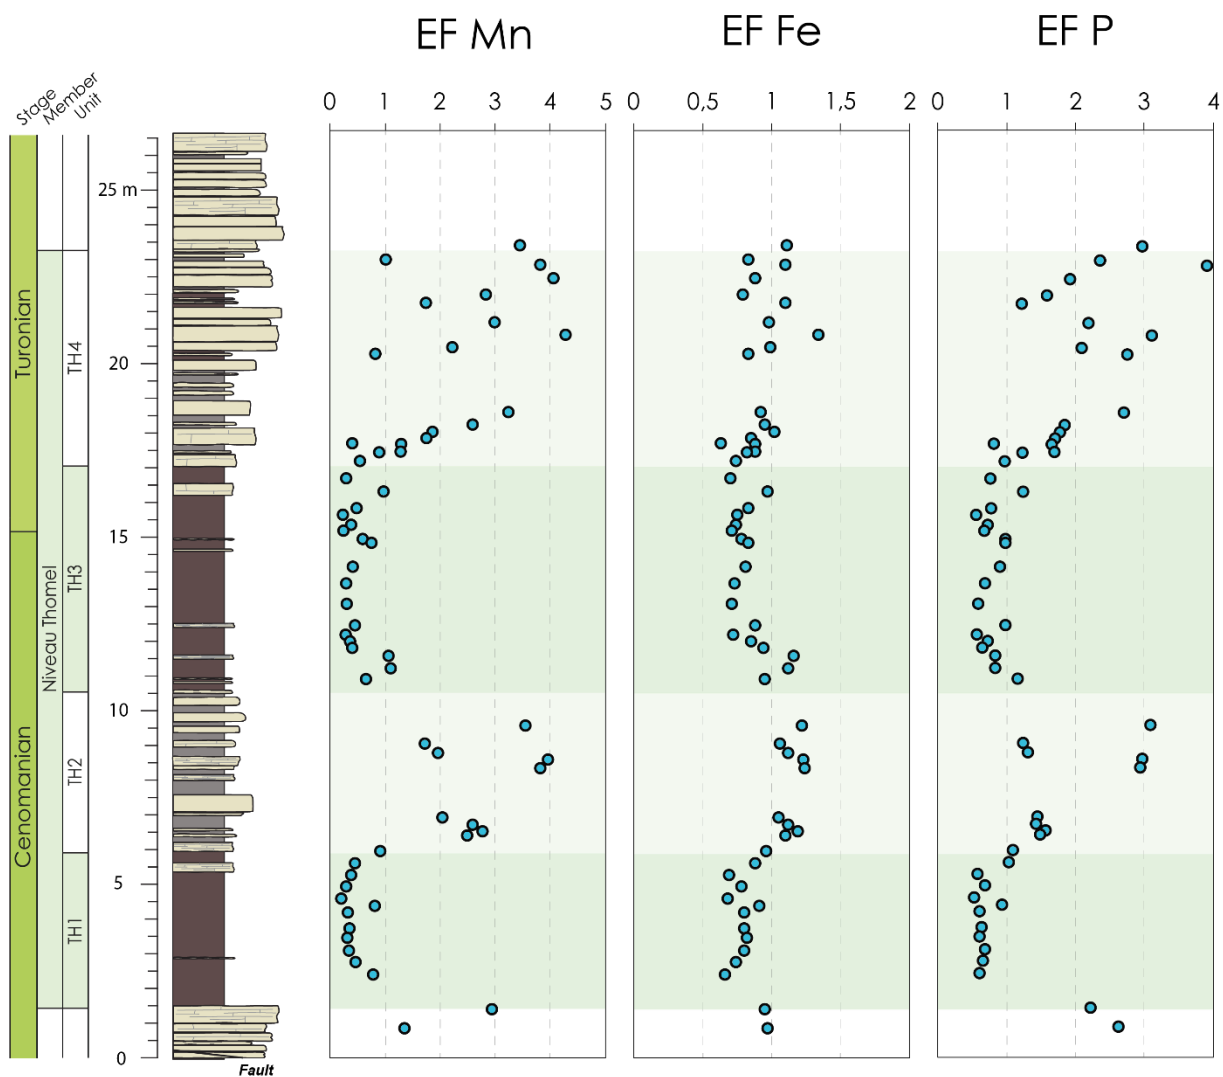 EF Mn EF Fe EF P
Stage Member Unit
0 1 2 3 4 5 0 0,5 1 1,5 2 0 1 2 3 4
25 m
Turonian
TH4
20
15
Niveau Thomel
TH3
10
Cenomanian
TH2
5
TH1
0
Fault